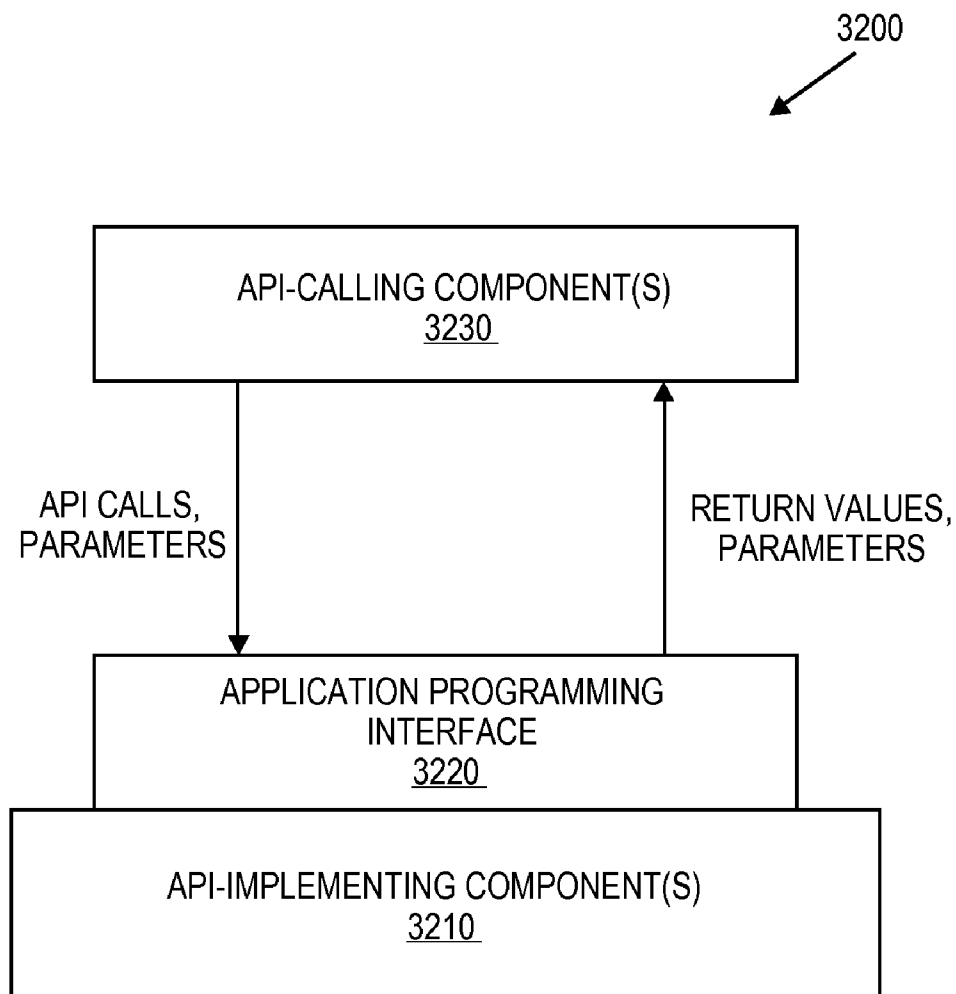 3200
API-CALLING COMPONENT(S)
3230
API CALLS,
PARAMETERS
RETURN VALUES,
PARAMETERS
APPLICATION PROGRAMMING
INTERFACE
3220
API-IMPLEMENTING COMPONENT(S)
3210